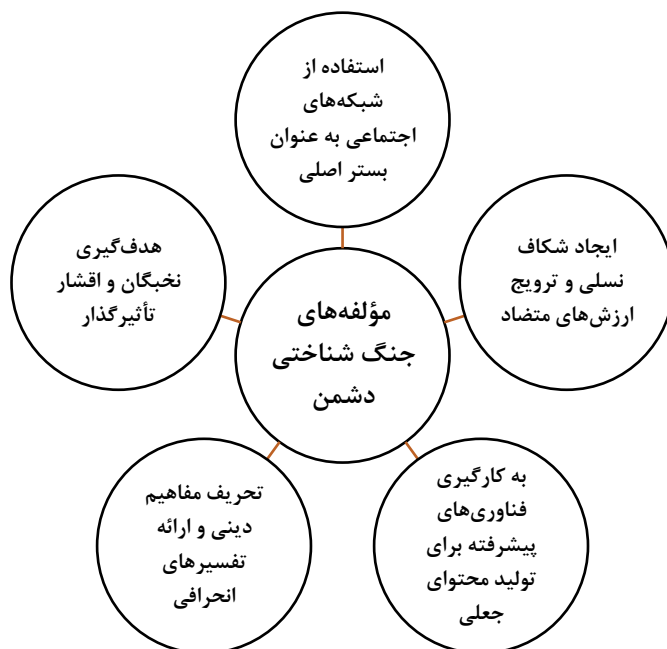 استفاده از
شبکه‌های
اجتماعی به عنوان
بستر اصلی
ایجاد شکاف
نسلی و ترویج
ارزش‌های متضاد
هدف‌گیری
نخبگان و اقشار
تأثیرگذار
مؤلفه‌های
جنگ شناختی
دشمن
به کارگیری
فناوری‌های
پیشرفته برای
تولید محتوای
جعلی
تحریف مفاهیم
دینی و ارائه
تفسیرهای
انحرافی